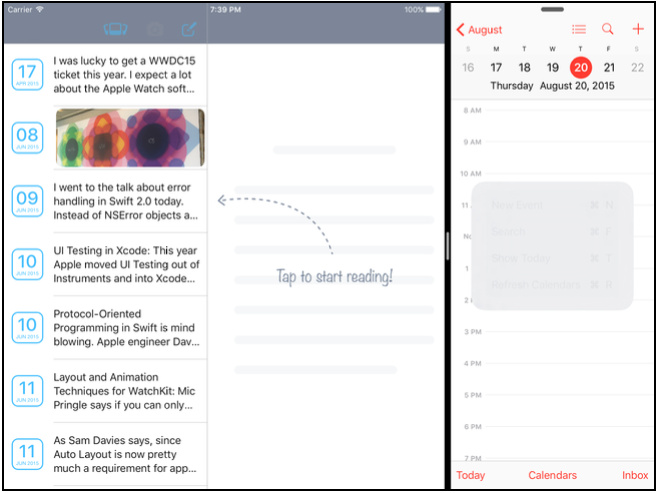 Carrier
7:39 PM
100%
17
APR 2015
I was lucky to get a WWDC15
ticket this year. I expect a lot
about the Apple Watch soft...
08
JUN 2015
09
JUN 2015
I went to the talk about error
handling in Swift 2.0 today.
Instead of NSError objects a...
10
JUN 2015
UI Testing in Xcode: This year
Apple moved UI Testing out of
Instruments and into Xcode...
10
JUN 2015
Protocol-Oriented
Programming in Swift is mind
blowing. Apple engineer Dav...
11
JUN 2015
Layout and Animation
Techniques for WatchKit: Mic
Pringle says if you can only...
11
JUN 2015
As Sam Davies says, since
Auto Layout is now pretty
much a requirement for app...
Tap to start reading!
August
S M T W T F S
16 17 18 19 20 21 22
Thursday August 20, 2015
8 AM
9 AM
10 AM
11
New Event ⌘ N
Search ⌘ F
1
Show Today ⌘ T
Refresh Calendars ⌘ R
2
3 PM
4 PM
5 PM
6 PM
7 PM
Today Calendars Inbox